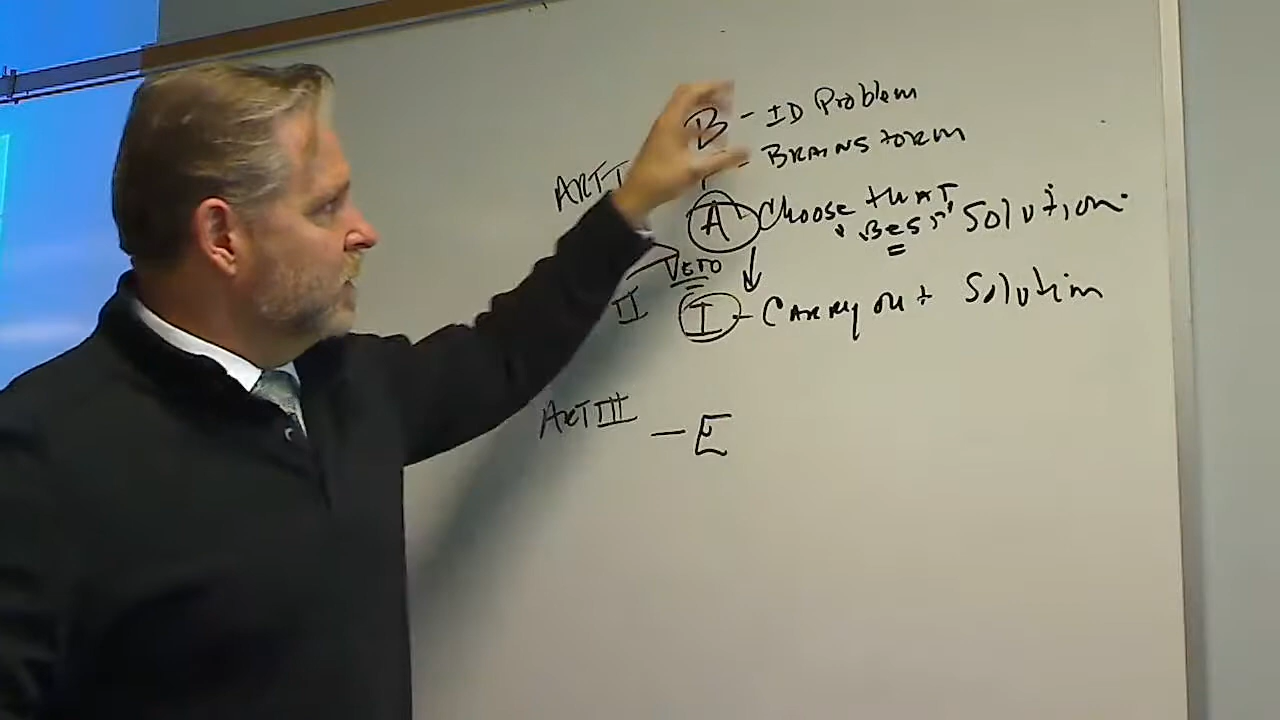 B - ID Problem
- BRAINSTORM
ART I
A Choose thAT
"BEST" Solution.
VETO
II
I - CARRY out Solution
ART III - E